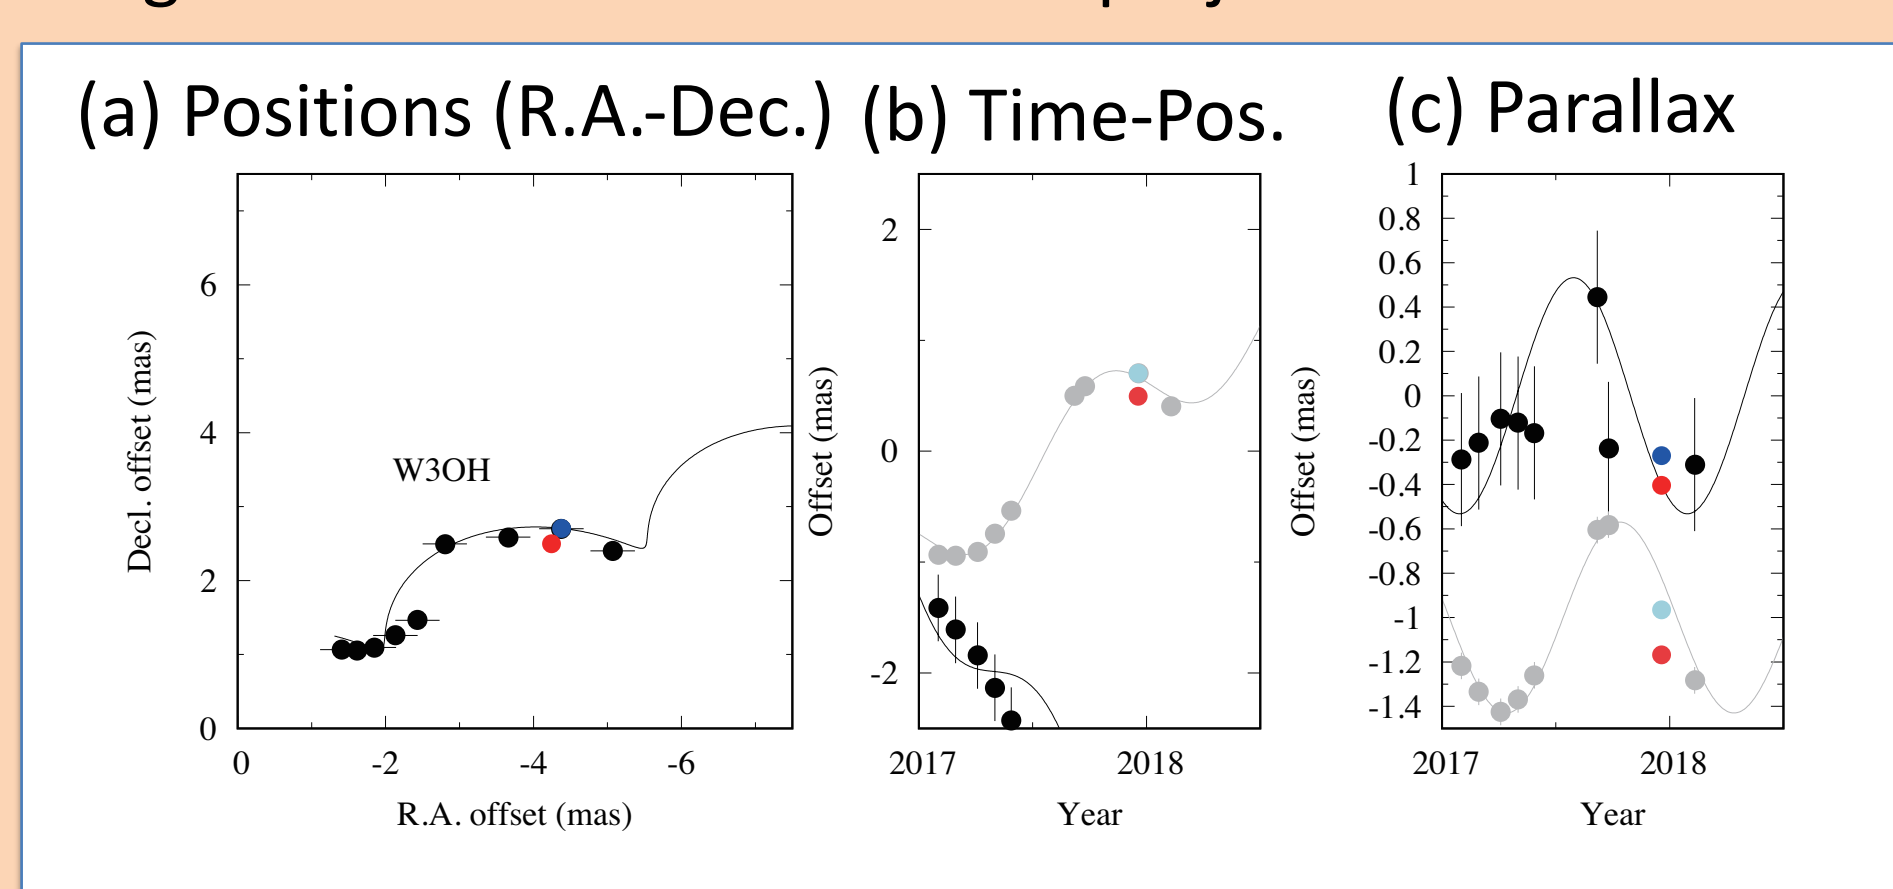 (a) Positions (R.A.-Dec.)
6
4
2
0
0
-2
-4
-6
Decl. offset (mas)
R.A. offset (mas)
W3OH
(b) Time-Pos.
2
0
-2
2017
2018
Offset (mas)
Year
(c) Parallax
1
0.8
0.6
0.4
0.2
0
-0.2
-0.4
-0.6
-0.8
-1
-1.2
-1.4
2017
2018
Offset (mas)
Year